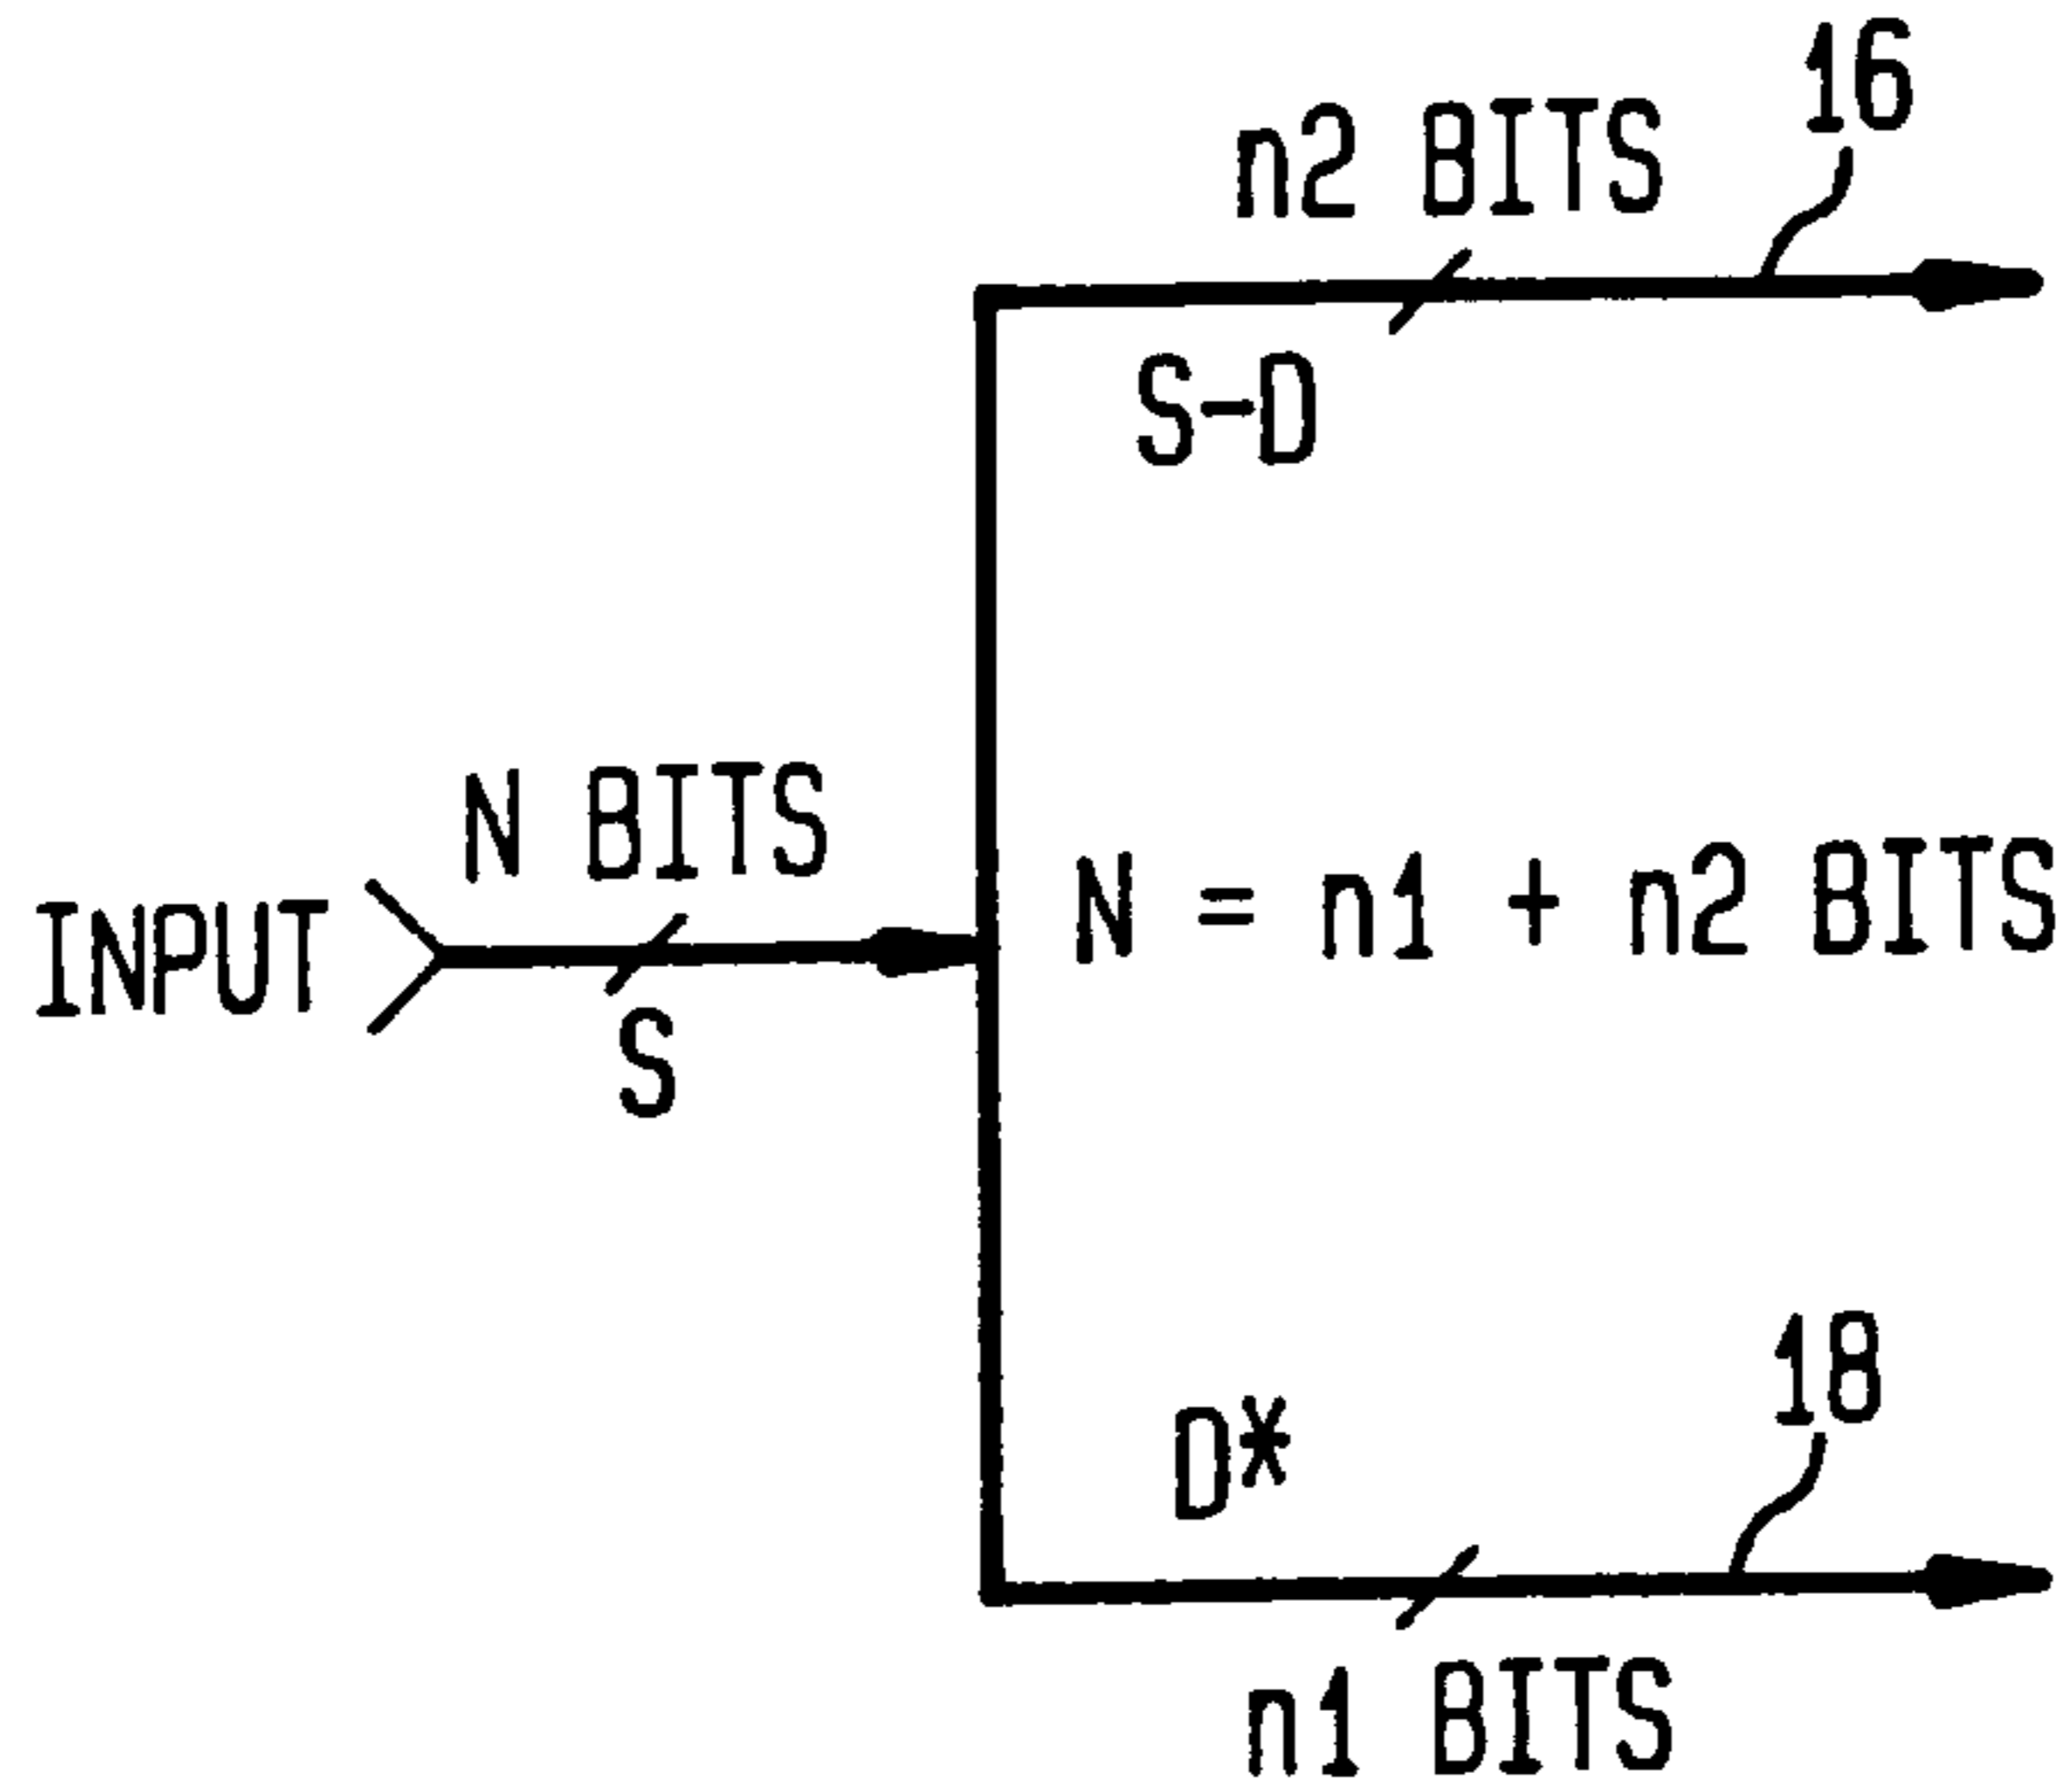 16
n2 BITS
S-D
N BITS
INPUT
S
N = n1 + n2 BITS
18
D*
n1 BITS